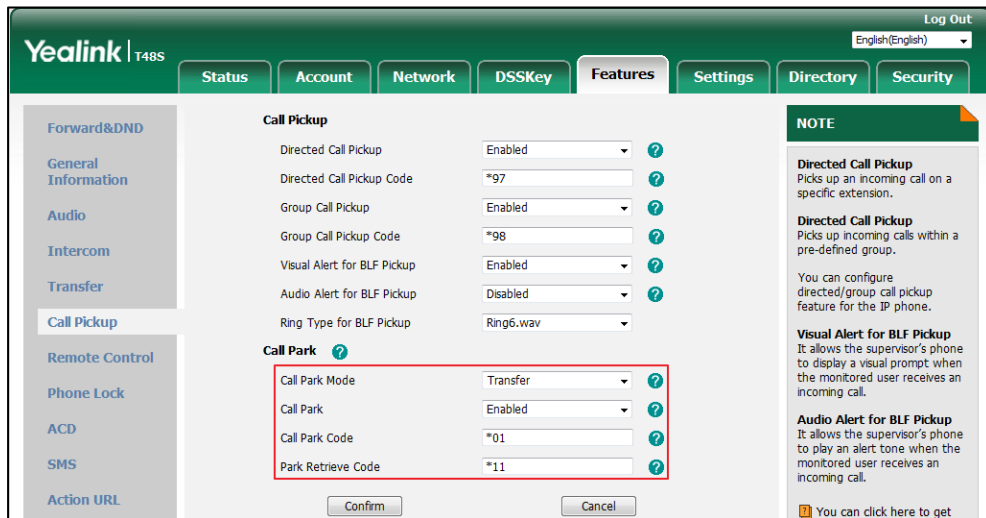 Log Out
English(English)
Yealink | T48S
Status Account Network DSSKey Features Settings Directory Security
Forward&DND
General
Information
Audio
Intercom
Transfer
Call Pickup
Remote Control
Phone Lock
ACD
SMS
Action URL
Call Pickup
Directed Call Pickup Enabled ?
Directed Call Pickup Code *97 ?
Group Call Pickup Enabled ?
Group Call Pickup Code *98 ?
Visual Alert for BLF Pickup Enabled ?
Audio Alert for BLF Pickup Disabled ?
Ring Type for BLF Pickup Ring6.wav
Call Park ?
Call Park Mode Transfer ?
Call Park Enabled ?
Call Park Code *01 ?
Park Retrieve Code *11 ?
Confirm Cancel
NOTE
Directed Call Pickup
Picks up an incoming call on a
specific extension.
Directed Call Pickup
Picks up incoming calls within a
pre-defined group.
You can configure
directed/group call pickup
feature for the IP phone.
Visual Alert for BLF Pickup
It allows the supervisor's phone
to display a visual prompt when
the monitored user receives an
incoming call.
Audio Alert for BLF Pickup
It allows the supervisor's phone
to play an alert tone when the
monitored user receives an
incoming call.
? You can click here to get